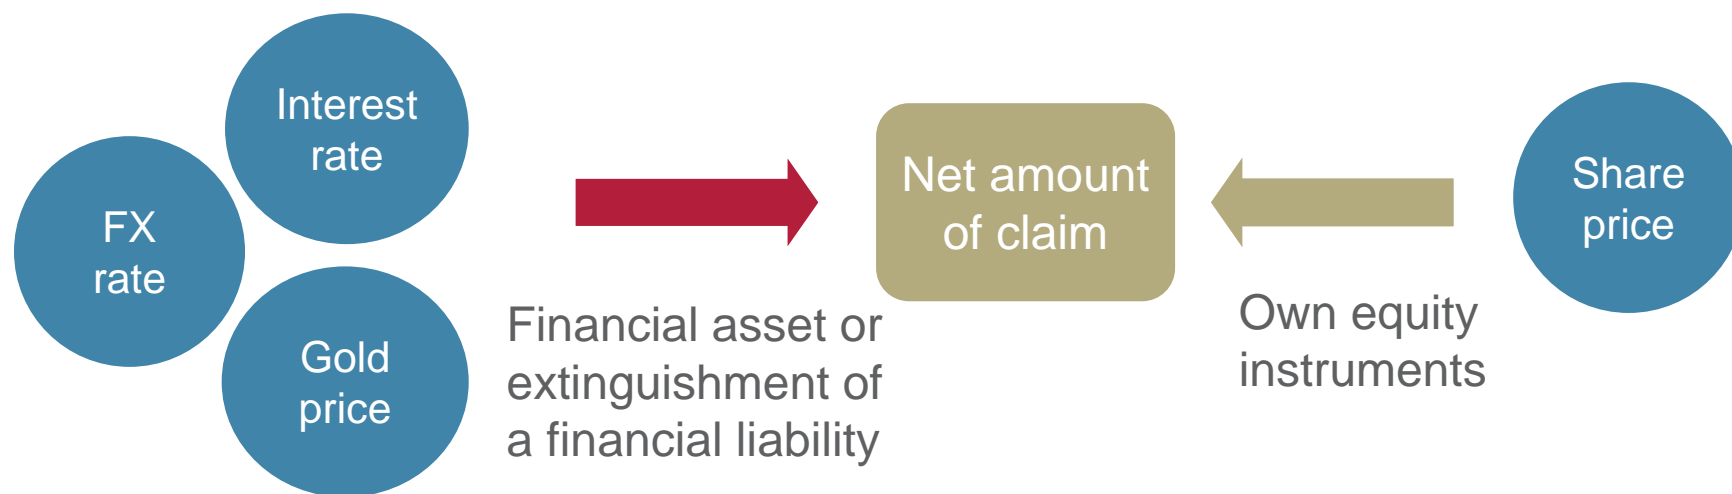 Interest
rate
FX
rate
Gold
price
Financial asset or
extinguishment of
a financial liability
Net amount
of claim
Own equity
instruments
Share
price